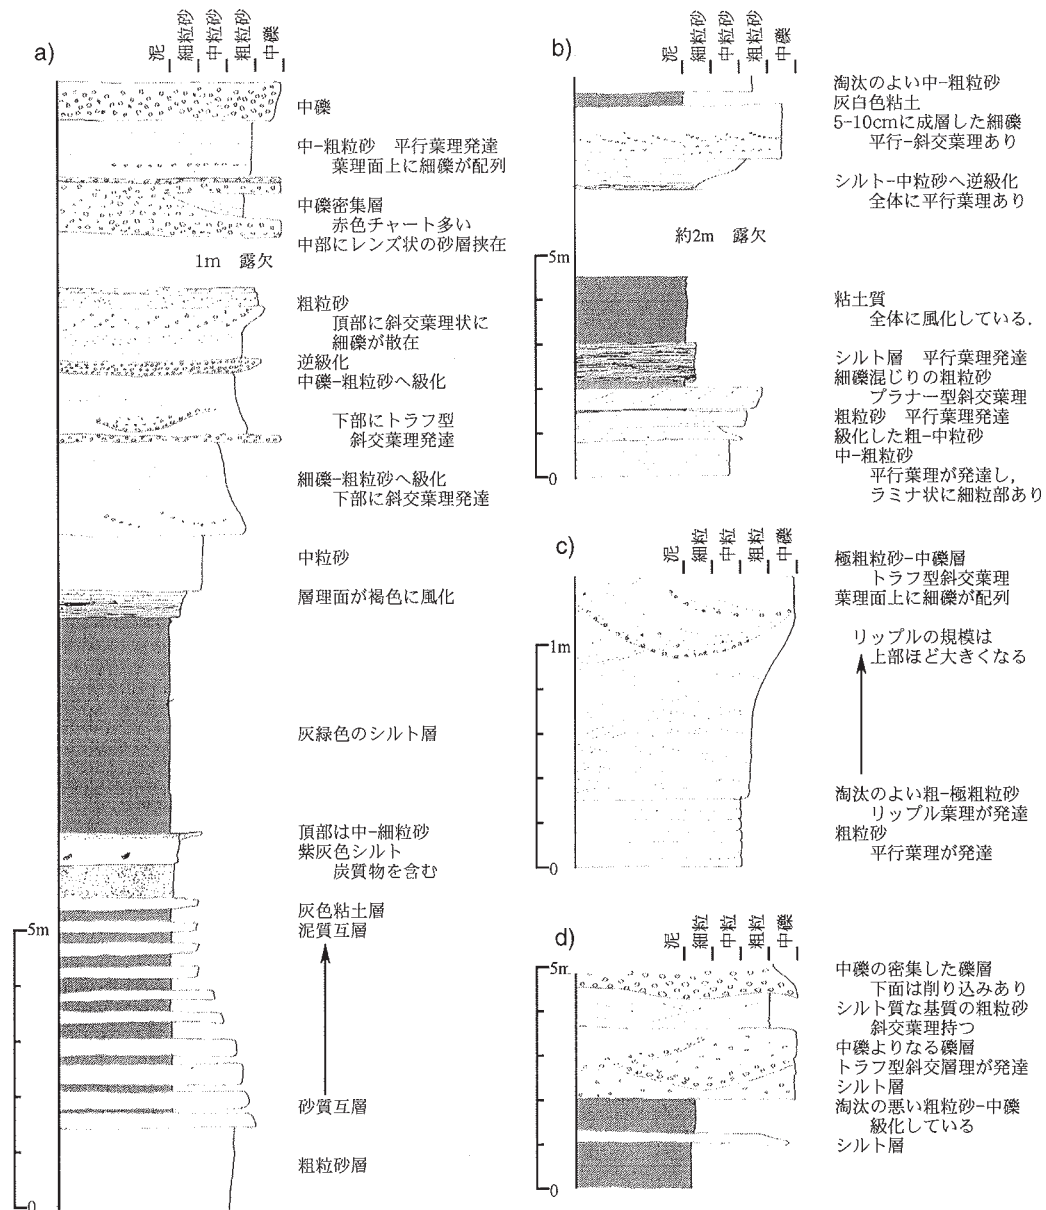 a)
泥
細粒砂
中粒砂
粗粒砂
中礫
中礫
中−粗粒砂 平行葉理発達
葉理面上に細礫が配列
中礫密集層
赤色チャート多い
中部にレンズ状の砂層挟在
1m 露欠
粗粒砂
頂部に斜交葉理状に
細礫が散在
逆級化
中礫−粗粒砂へ級化
下部にトラフ型
斜交葉理発達
細礫−粗粒砂へ級化
下部に斜交葉理発達
中粒砂
層理面が褐色に風化
灰緑色のシルト層
頂部は中−細粒砂
紫灰色シルト
炭質物を含む
灰色粘土層
5m
泥質互層
砂質互層
粗粒砂層
0
b)
泥
細粒砂
中粒砂
粗粒砂
中礫
淘汰のよい中−粗粒砂
灰白色粘土
5-10cmに成層した細礫
平行−斜交葉理あり
シルト−中粒砂へ逆級化
全体に平行葉理あり
約2m 露欠
5m
粘土質
全体に風化している.
シルト層 平行葉理発達
細礫混じりの粗粒砂
プラナー型斜交葉理
粗粒砂 平行葉理発達
級化した粗−中粒砂
中−粗粒砂
0
平行葉理が発達し,
ラミナ状に細粒部あり
c)
泥
細粒
中粒
粗粒
中礫
極粗粒砂−中礫層
トラフ型斜交葉理
葉理面上に細礫が配列
リップルの規模は
1m
上部ほど大きくなる
淘汰のよい粗−極粗粒砂
リップル葉理が発達
粗粒砂
平行葉理が発達
0
d)
泥
細粒
中粒
粗粒
中礫
5m
中礫の密集した礫層
下面は削り込みあり
シルト質な基質の粗粒砂
斜交葉理持つ
中礫よりなる礫層
トラフ型斜交層理が発達
シルト層
淘汰の悪い粗粒砂−中礫
級化している
シルト層
0